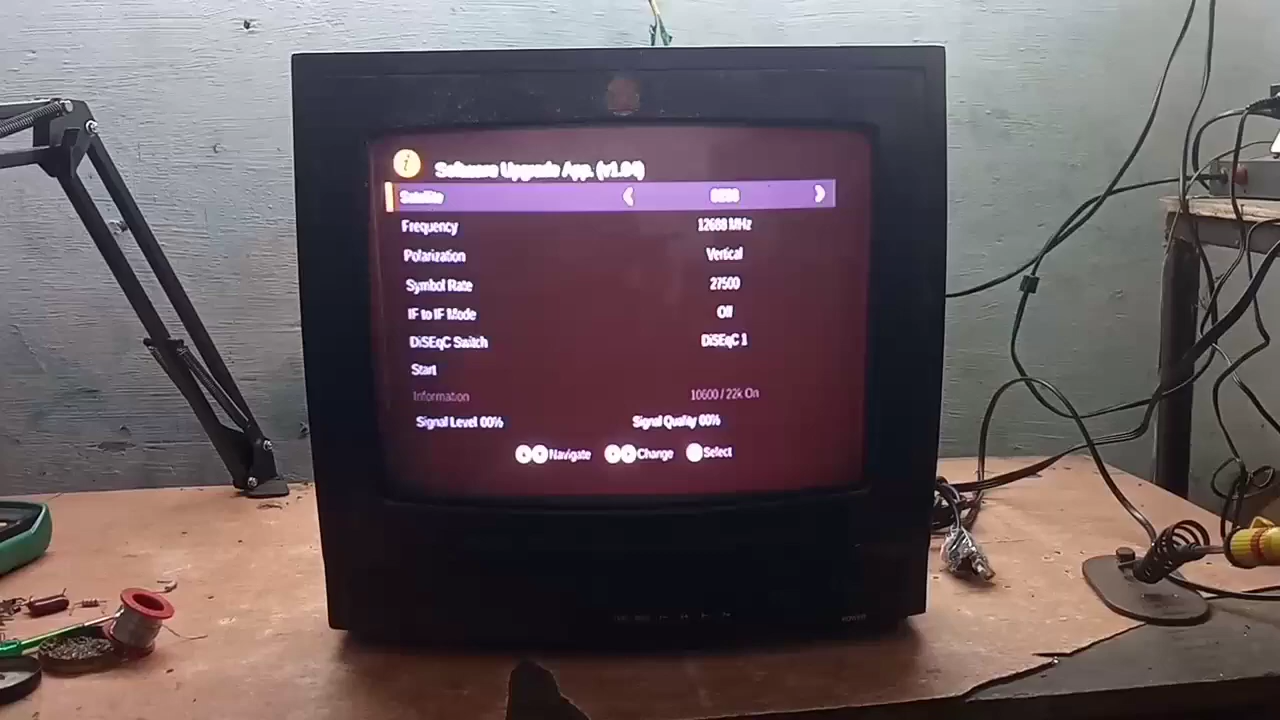 Software Upgrade App. (v1.04)
Satellite
Frequency 12688 MHz
Polarization Vertical
Symbol Rate 27500
IF to IF Mode Off
DiSEqC Switch DiSEqC 1
Start
Information 10600 / 22k On
Signal Level 00% Signal Quality 00%
Navigate Change Select
POWER